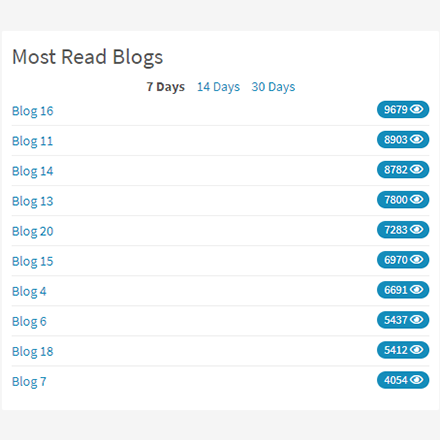 Most Read Blogs
7 Days 14 Days 30 Days
Blog 16 9679
Blog 11 8903
Blog 14 8782
Blog 13 7800
Blog 20 7283
Blog 15 6970
Blog 4 6691
Blog 6 5437
Blog 18 5412
Blog 7 4054